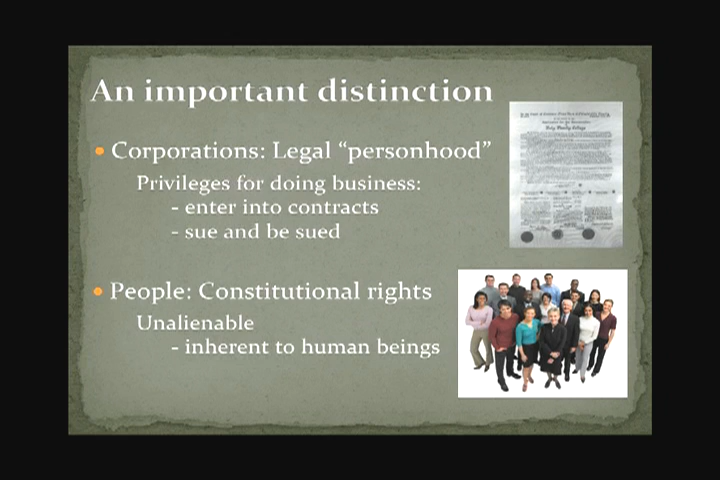 An important distinction
Corporations: Legal “personhood”
Privileges for doing business:
- enter into contracts
- sue and be sued
People: Constitutional rights
Unalienable
- inherent to human beings